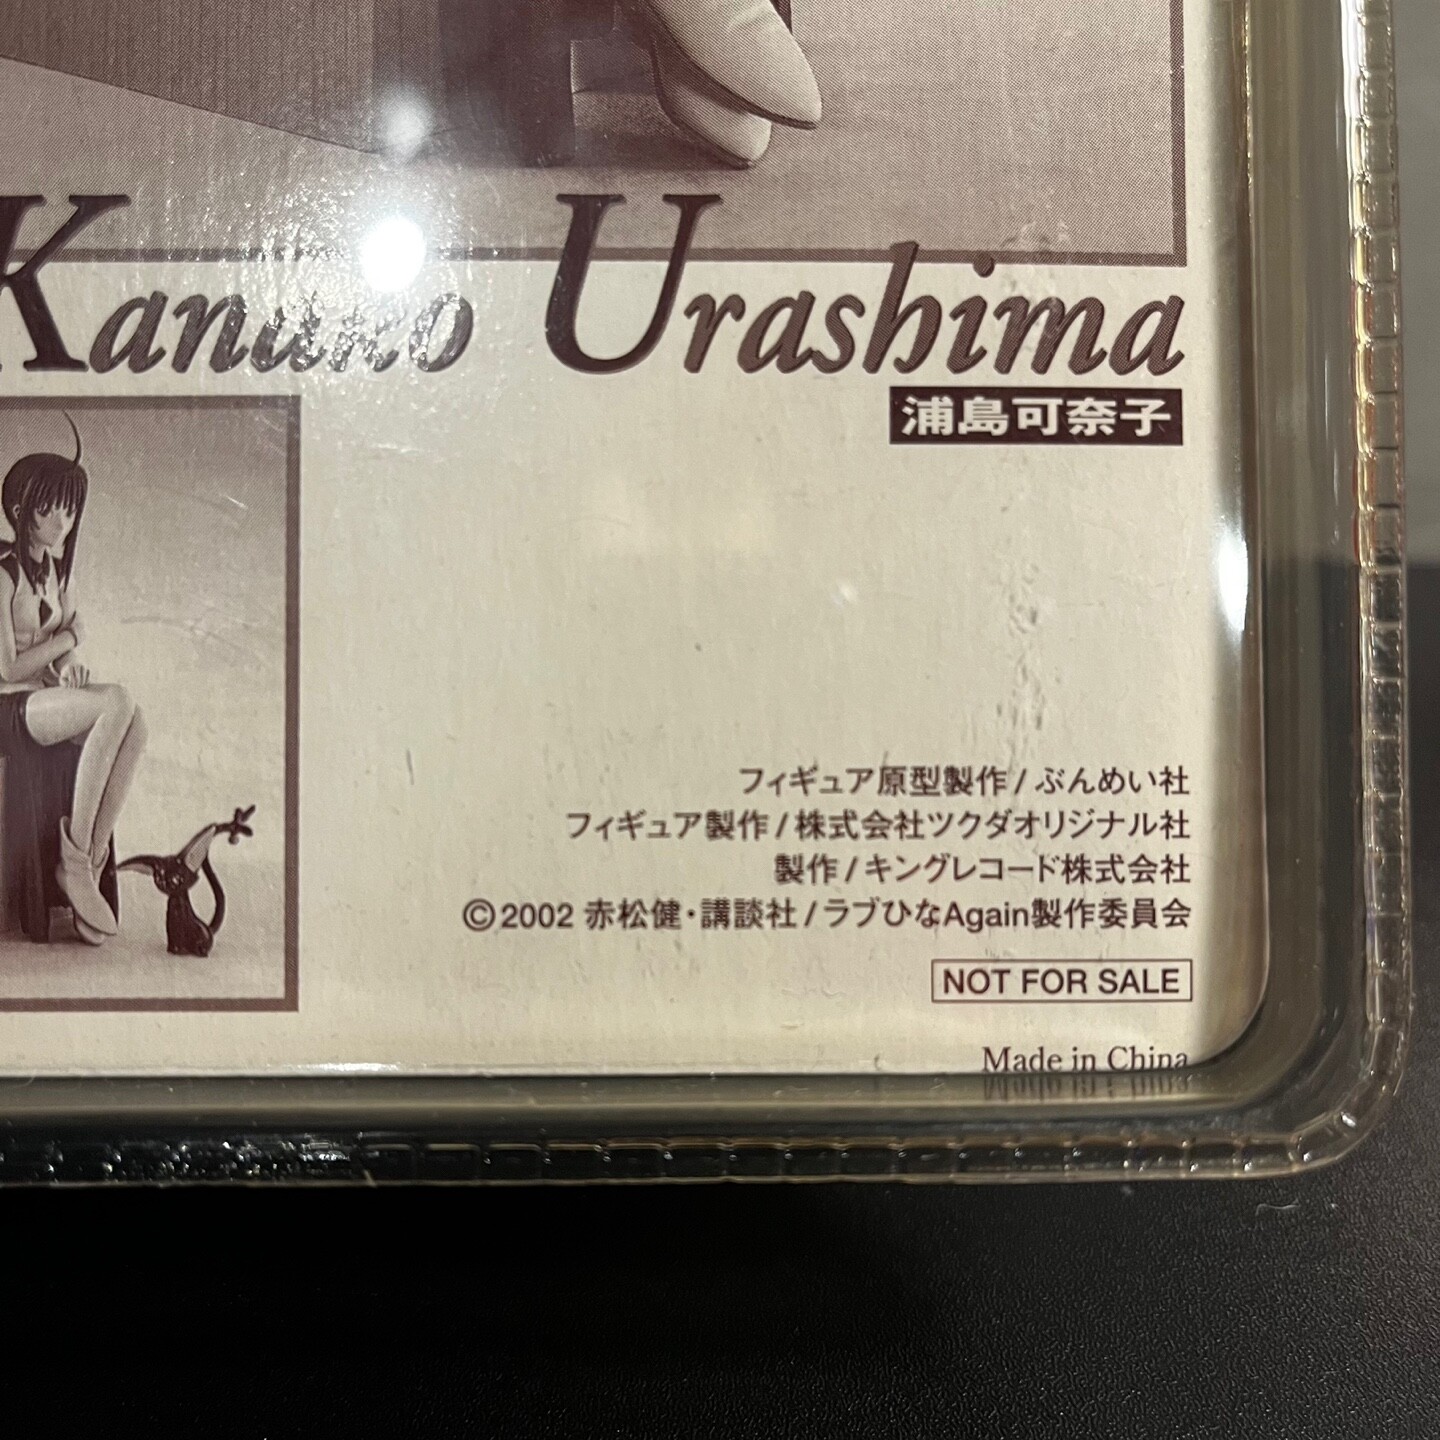 Kanako Urashima
浦島可奈子
フィギュア原型製作/ぶんめい社
フィギュア製作/株式会社ツクダオリジナル社
製作/キングレコード株式会社
©2002 赤松健・講談社/ラブひなAgain製作委員会
NOT FOR SALE
Made in China